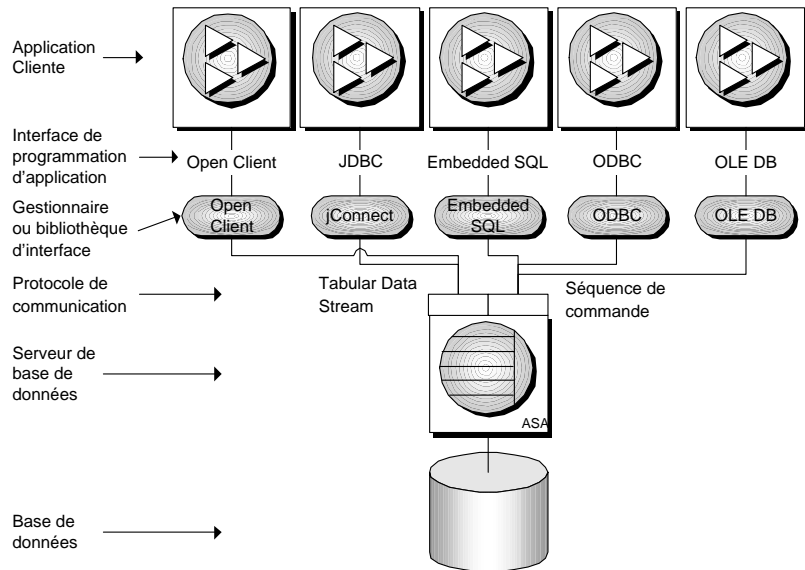 Application
Cliente
Interface de
programmation
d'application
Open Client
JDBC
Embedded SQL
ODBC
OLE DB
Gestionnaire
ou bibliothèque
d'interface
Open
Client
jConnect
Embedded
SQL
ODBC
OLE DB
Protocole de
communication
Tabular Data
Stream
Séquence de
commande
Serveur de
base de
données
ASA
Base de
données